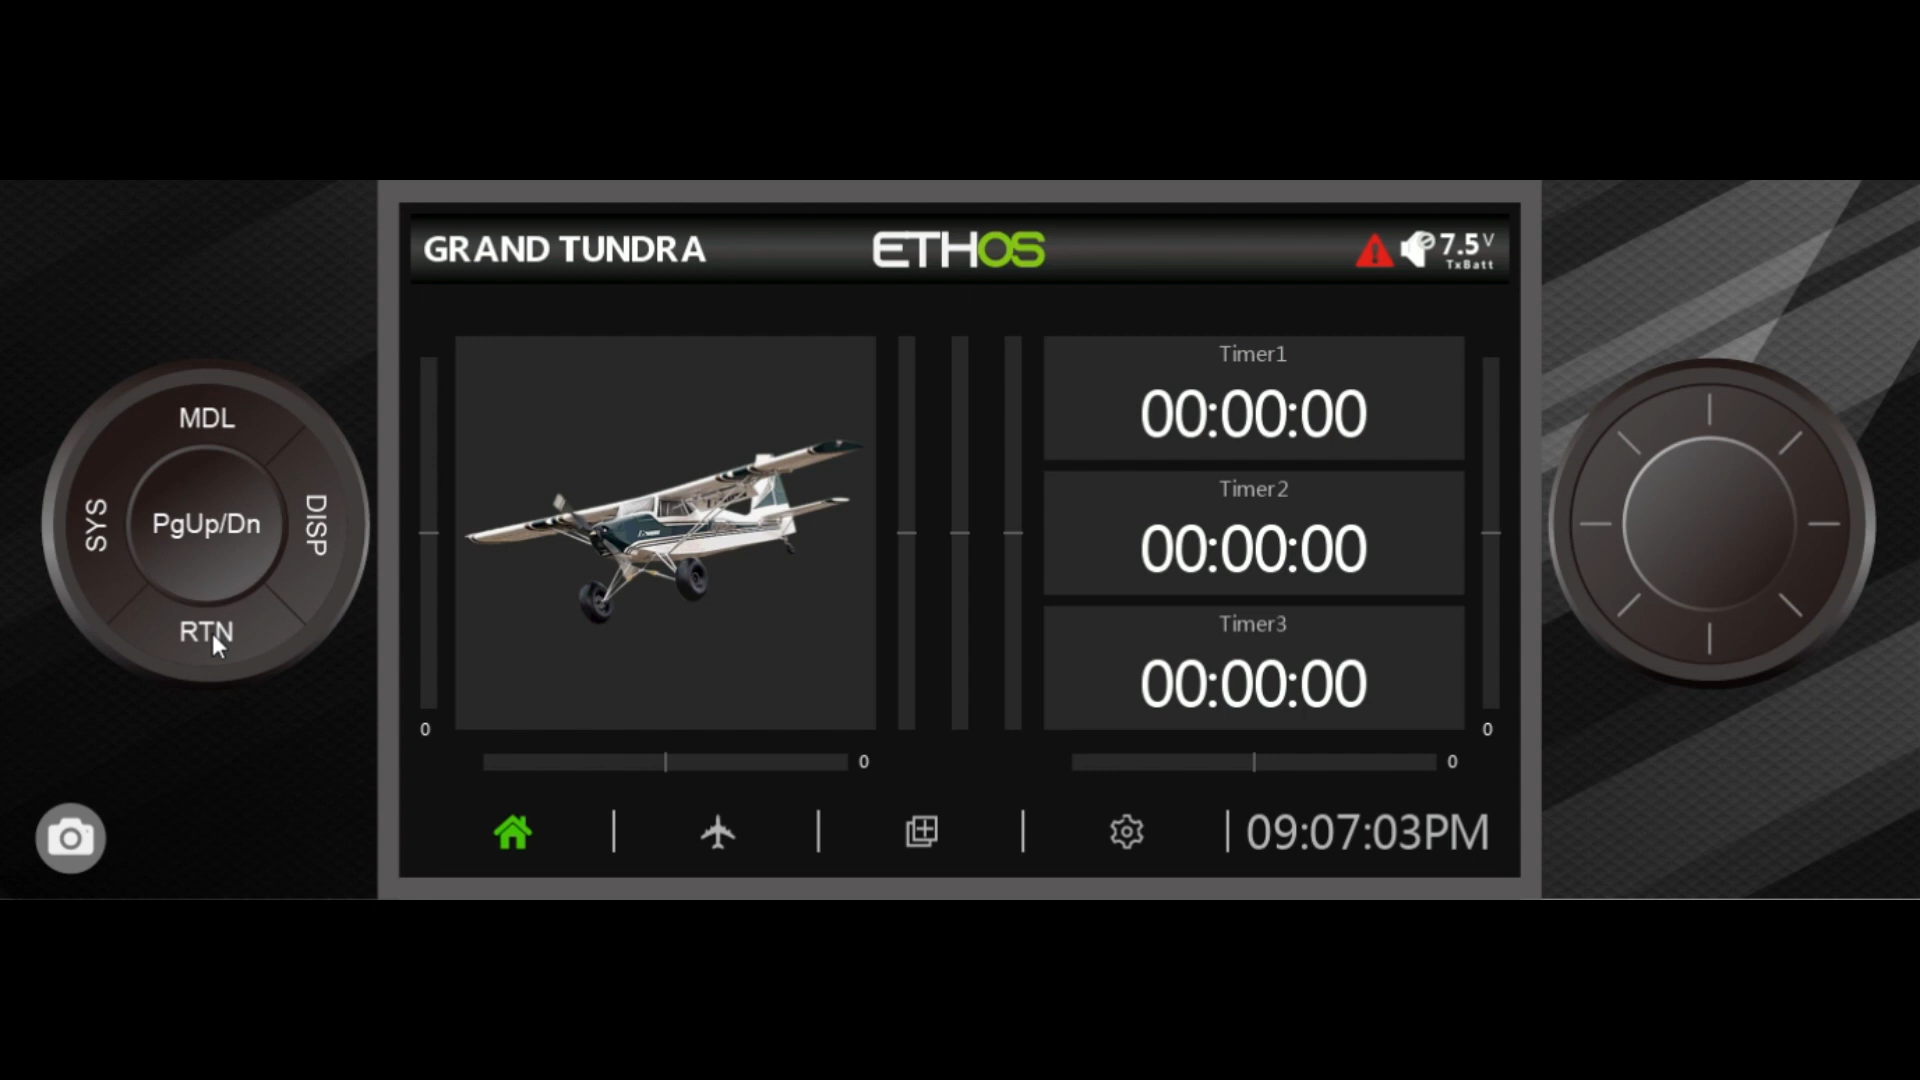 GRAND TUNDRA
ETHOS
7.5V
TxBatt
MDL
SYS
PgUp/Dn
DISP
RTN
Timer1
00:00:00
Timer2
00:00:00
Timer3
00:00:00
0
0
0
0
09:07:03PM